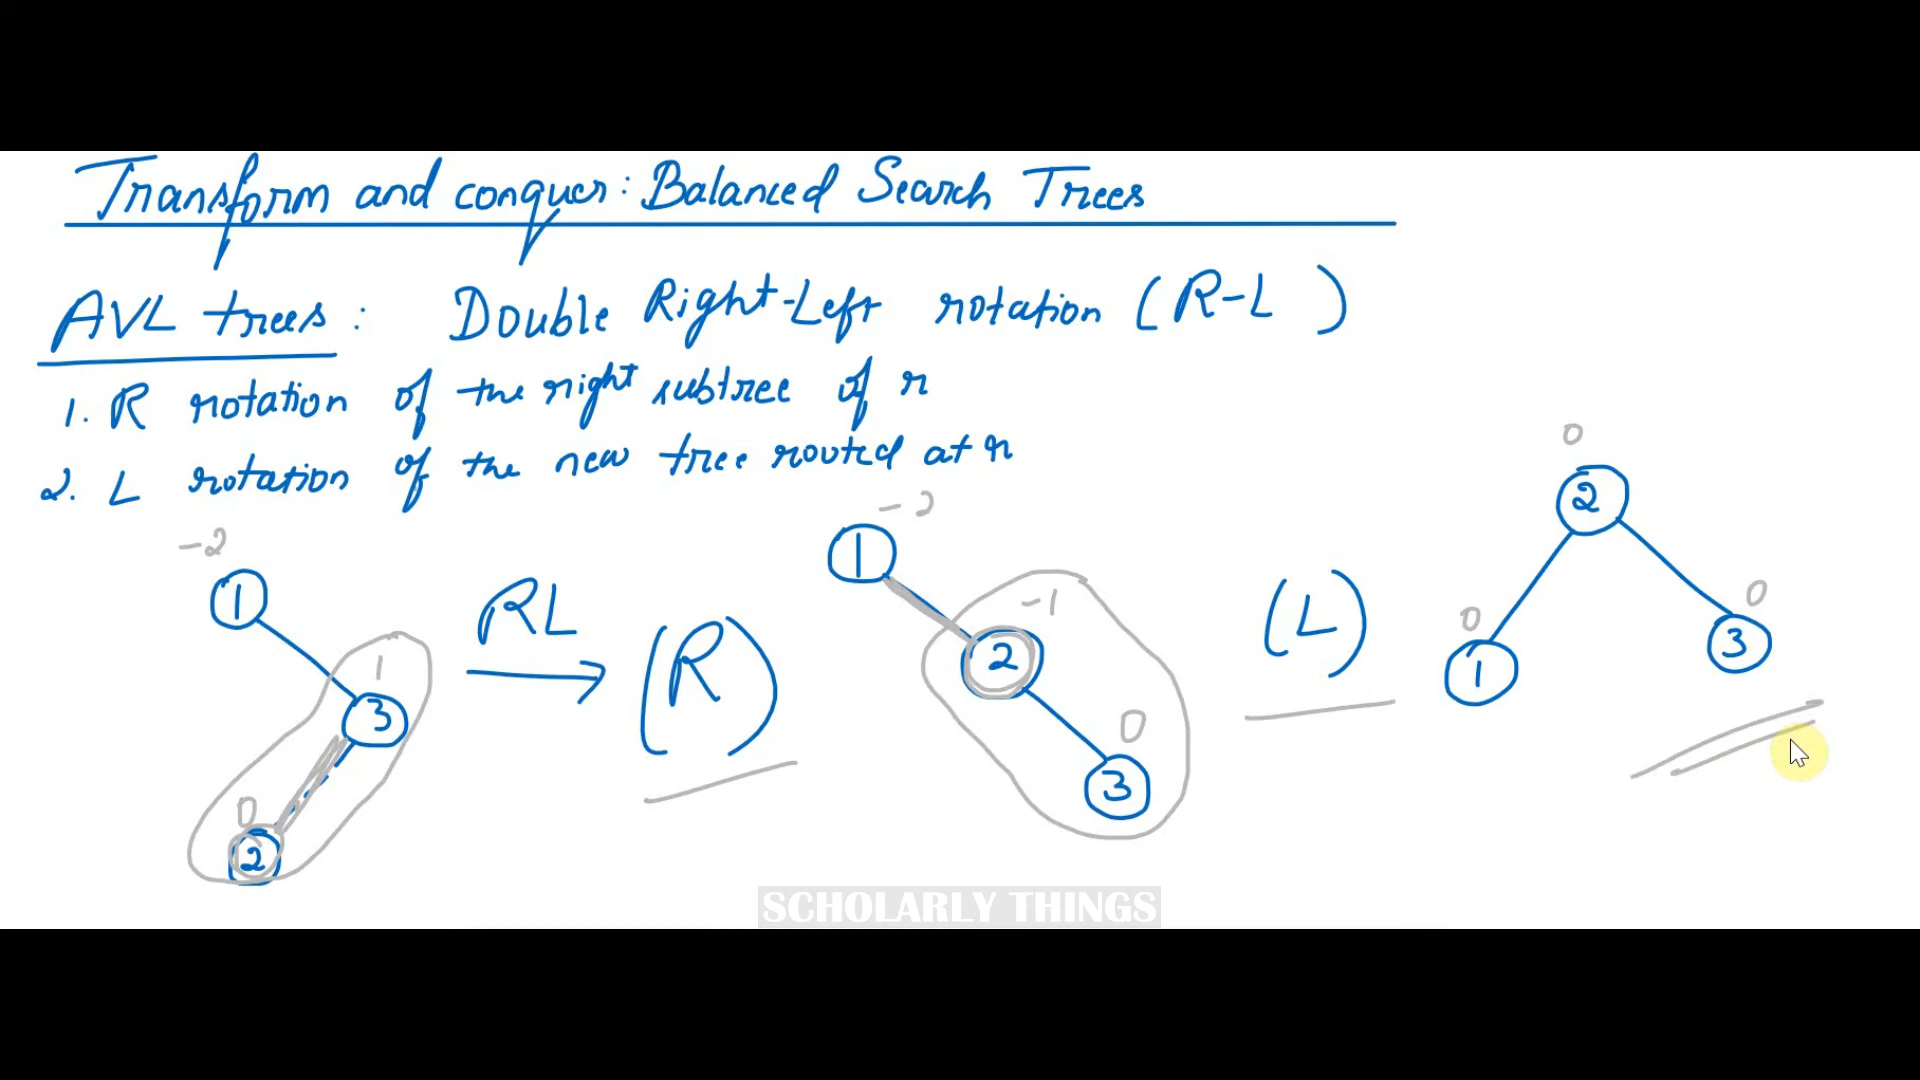 Transform and conquer: Balanced Search Trees
AVL trees: Double Right-Left rotation (R-L)
1. R rotation of the right subtree of r
2. L rotation of the new tree routed at r
-2
1
1
3
0
2
RL
(R)
-2
1
-1
2
0
3
(L)
0
2
0
1
0
3
SCHOLARLY THINGS